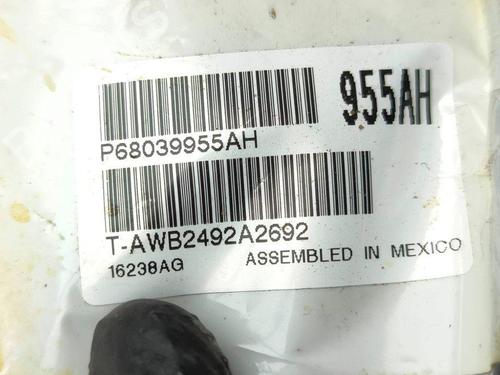 955AH
P68039955AH
T-AWB2492A2692
16238AG ASSEMBLED IN MEXICO